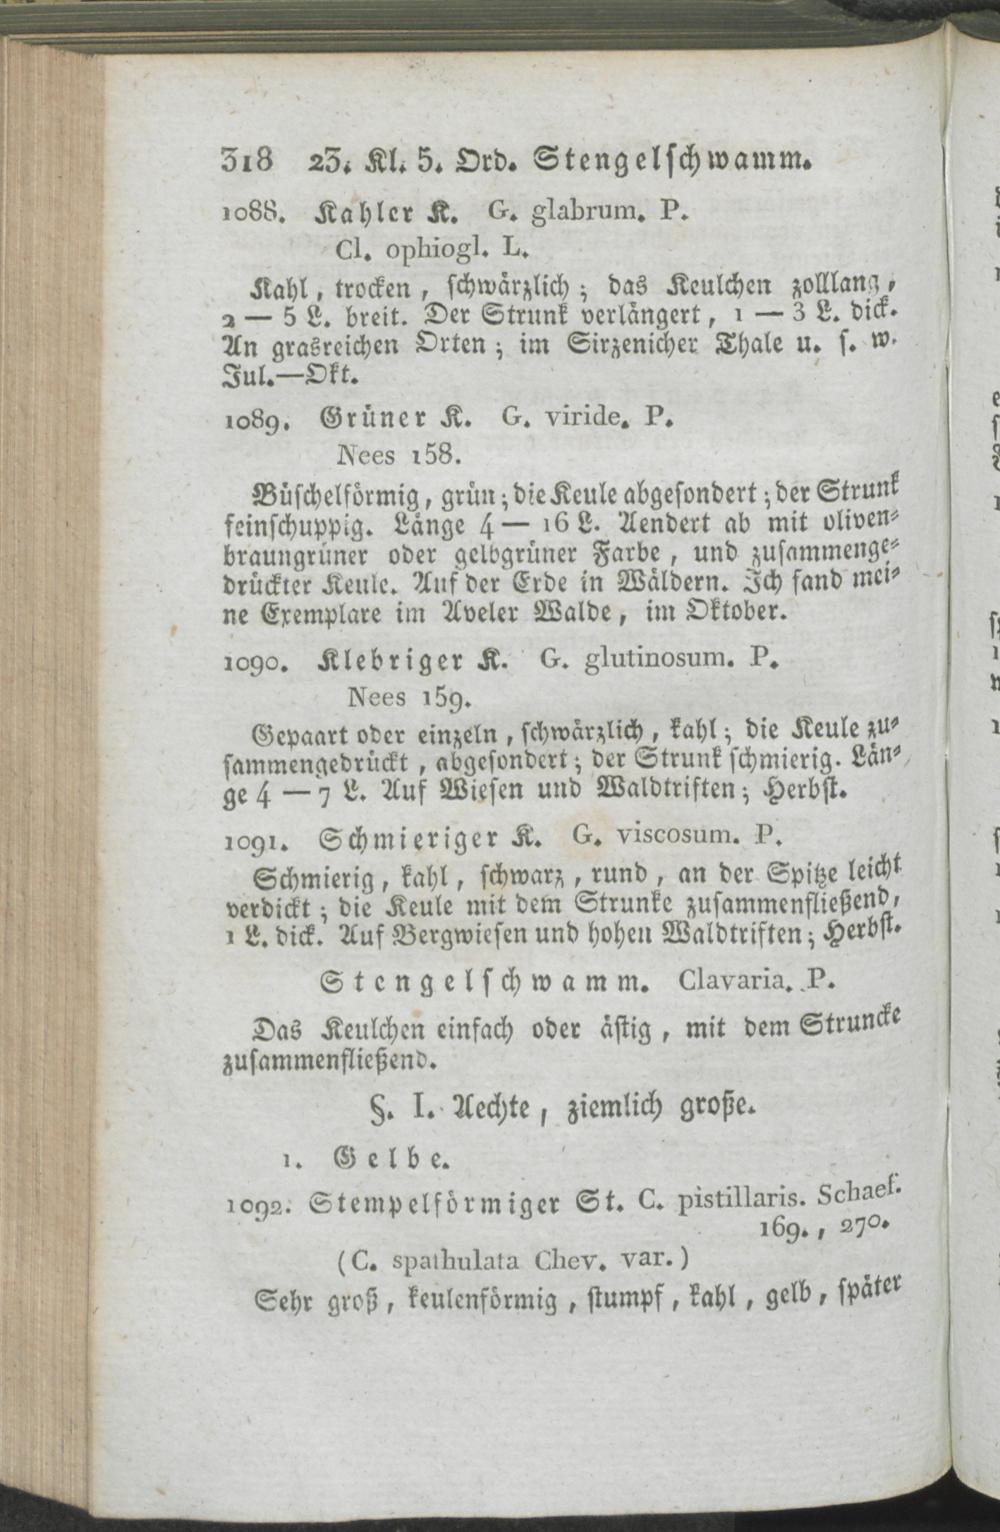 318 23. Kl. 5. Ord. Stengelschwamm.
1088. Kahler K. G. glabrum. P.
Cl. ophiogl. L.
Kahl, trocken, schwärzlich; das Keulchen zolllang,
2 — 5 L. breit. Der Strunk verlängert, 1 — 3 L. dick.
An grasreichen Orten; im Sirzenicher Thale u. s. w.
Jul.—Okt.
1089. Grüner K. G. viride. P.
Nees 158.
Büschelförmig, grün; die Keule abgesondert; der Strunk
feinschuppig. Länge 4 — 16 L. Aendert ab mit oliven-
braungrüner oder gelbgrüner Farbe, und zusammenge-
drückter Keule. Auf der Erde in Wäldern. Ich fand mei-
ne Exemplare im Aveler Walde, im Oktober.
1090. Klebriger K. G. glutinosum. P.
Nees 159.
Gepaart oder einzeln, schwärzlich, kahl; die Keule zu-
sammengedrückt, abgesondert; der Strunk schmierig. Län-
ge 4 — 7 L. Auf Wiesen und Waldtriften; Herbst.
1091. Schmieriger K. G. viscosum. P.
Schmierig, kahl, schwarz, rund, an der Spitze leicht
verdickt; die Keule mit dem Strunke zusammenfließend,
1 L. dick. Auf Bergwiesen und hohen Waldtriften; Herbst.
Stengelschwamm. Clavaria. P.
Das Keulchen einfach oder ästig, mit dem Struncke
zusammenfließend.
§. I. Aechte, ziemlich große.
1. Gelbe.
1092. Stempelförmiger St. C. pistillaris. Schaef.
169., 270.
(C. spathulata Chev. var.)
Sehr groß, keulenförmig, stumpf, kahl, gelb, später